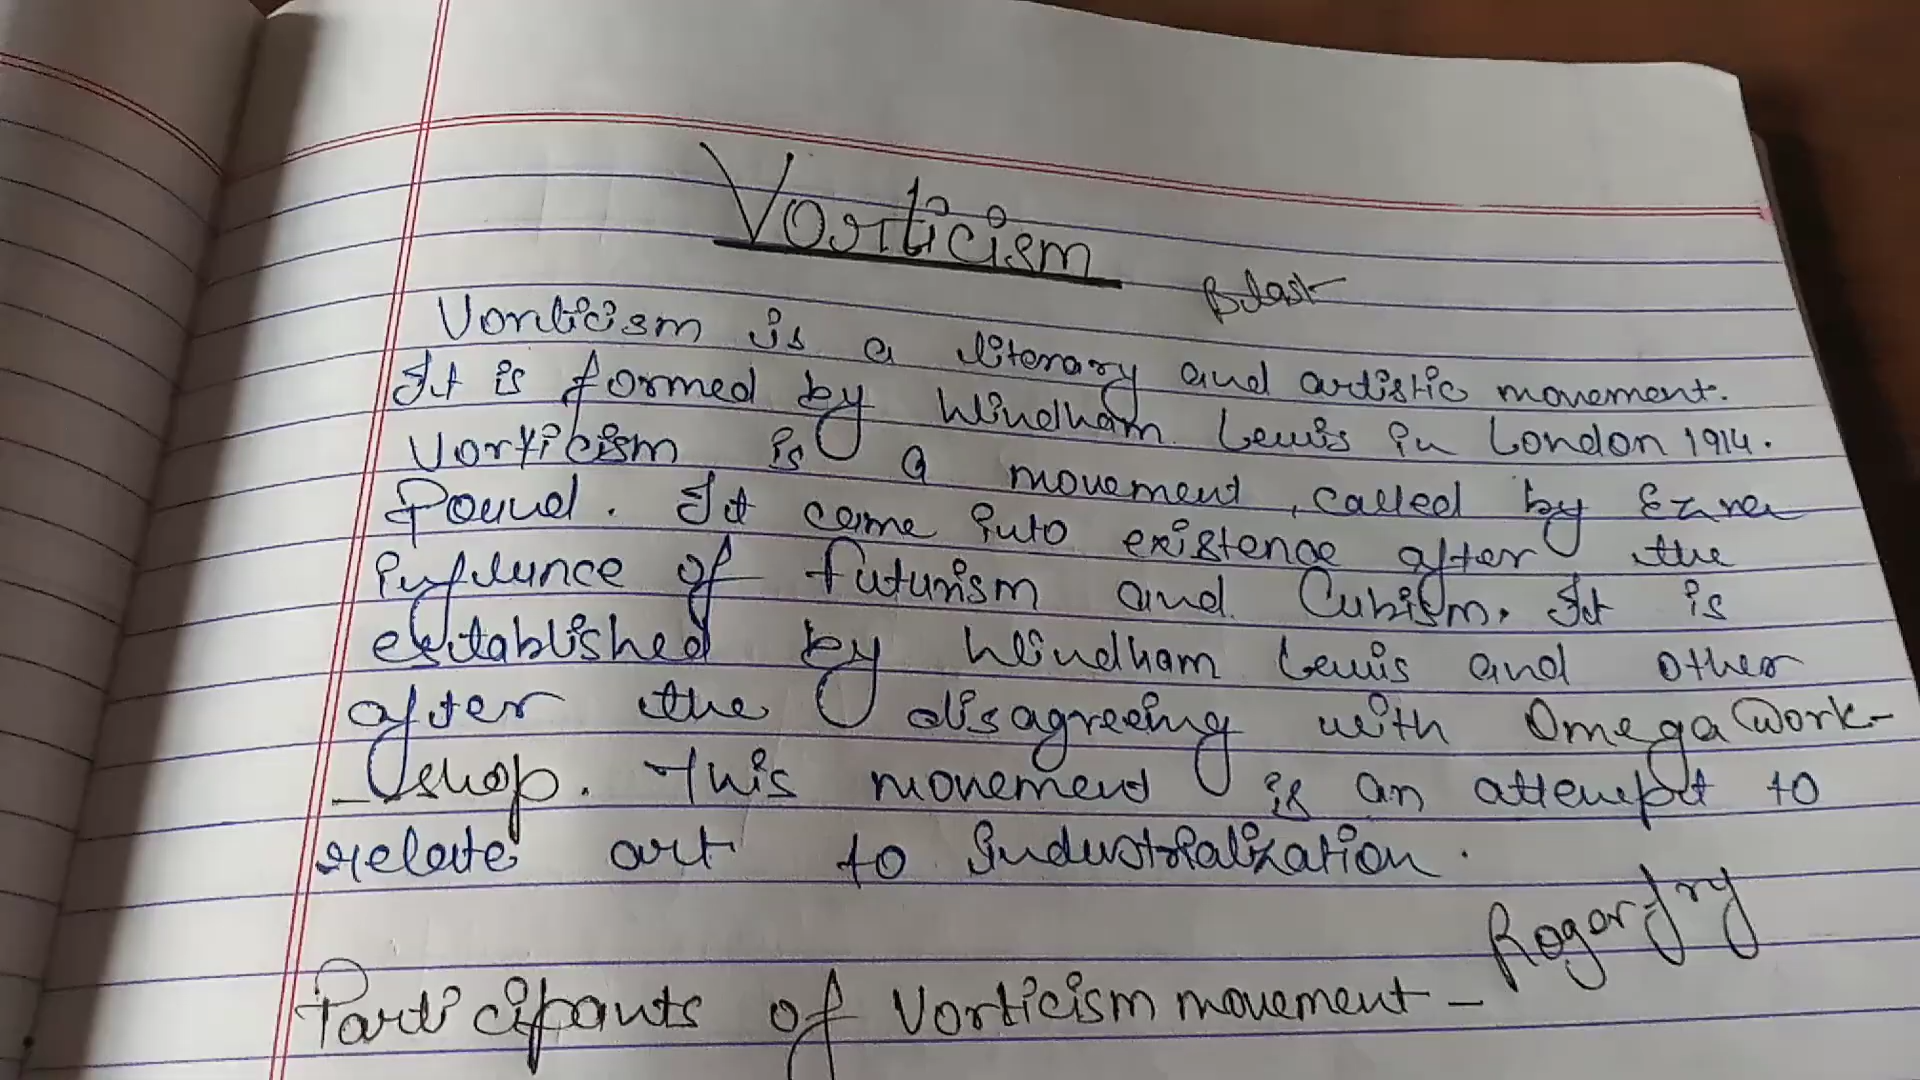 Vorticism
Blast
Vorticism is a literary and artistic movement.
It is formed by Windham Lewis in London 1914.
Vorticism is a movement, called by Ezra
Pound. It came into existence after the
influence of futurism and Cubism. It is
established by Windham Lewis and other
after the disagreeing with Omega Work-
-shop. This movement is an attempt to
relate art to industrialization.
Roger fry
Participants of Vorticism movement -